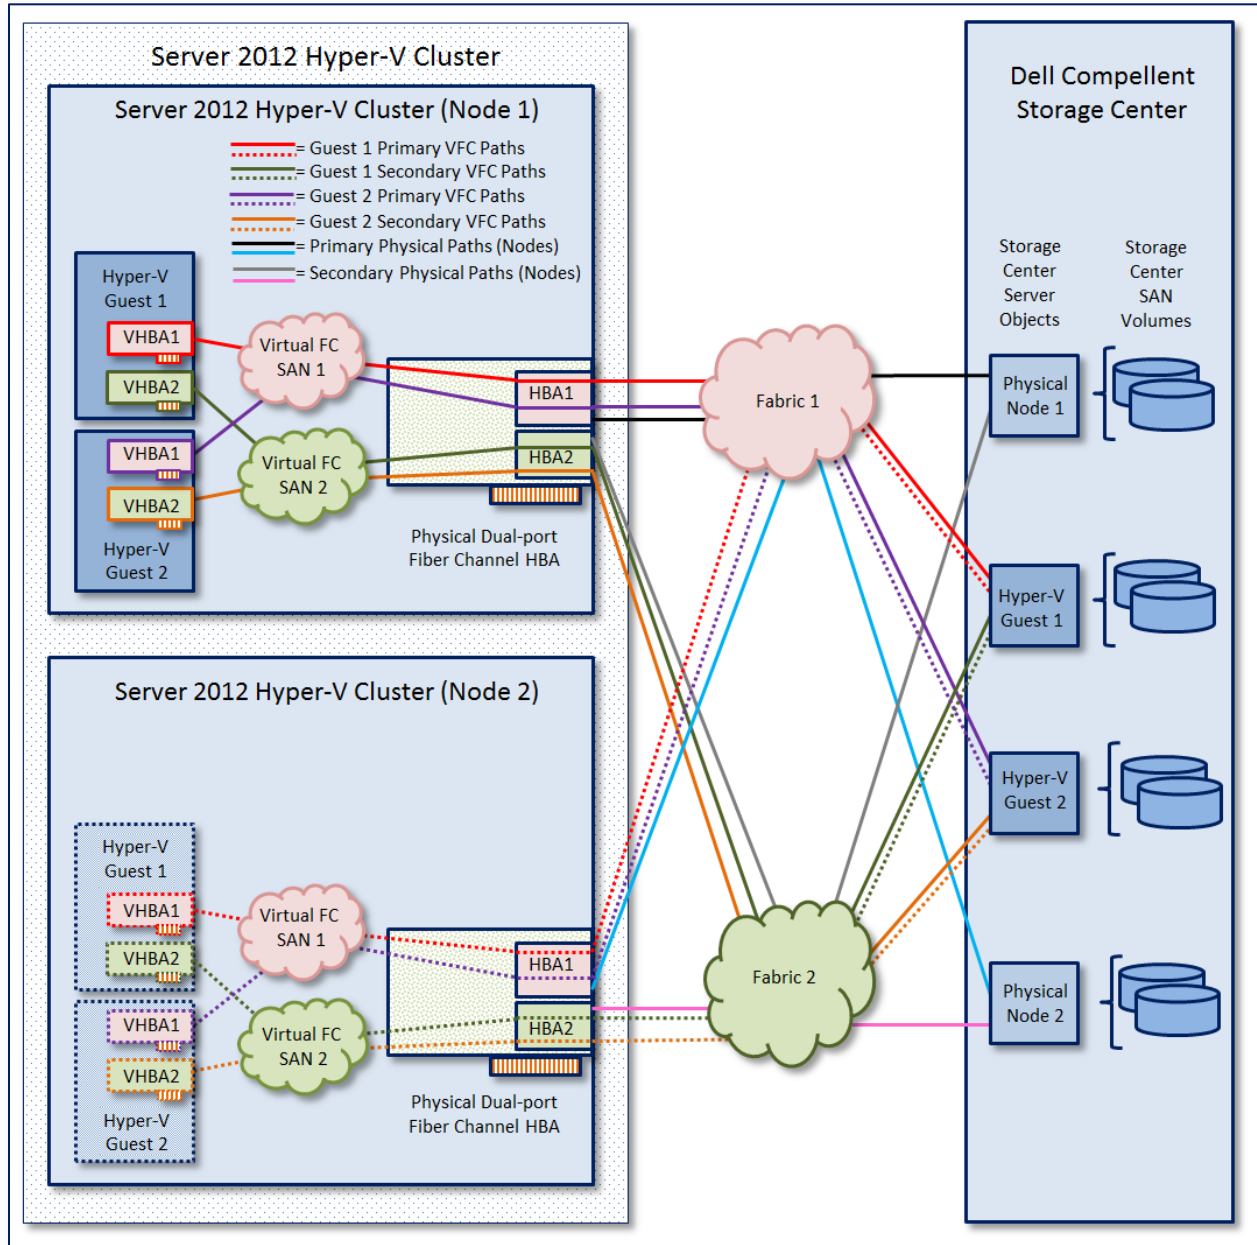 Server 2012 Hyper-V Cluster
Server 2012 Hyper-V Cluster (Node 1)
= Guest 1 Primary VFC Paths
= Guest 1 Secondary VFC Paths
= Guest 2 Primary VFC Paths
= Guest 2 Secondary VFC Paths
= Primary Physical Paths (Nodes)
= Secondary Physical Paths (Nodes)
Hyper-V
Guest 1
VHBA1
VHBA2
VHBA1
VHBA2
Hyper-V
Guest 2
Virtual FC
SAN 1
Virtual FC
SAN 2
HBA1
HBA2
Physical Dual-port
Fiber Channel HBA
Server 2012 Hyper-V Cluster (Node 2)
Hyper-V
Guest 1
VHBA1
VHBA2
VHBA1
VHBA2
Hyper-V
Guest 2
Virtual FC
SAN 1
Virtual FC
SAN 2
HBA1
HBA2
Physical Dual-port
Fiber Channel HBA
Fabric 1
Fabric 2
Dell Compellent
Storage Center
Storage
Center
Server
Objects
Storage
Center
SAN
Volumes
Physical
Node 1
Hyper-V
Guest 1
Hyper-V
Guest 2
Physical
Node 2